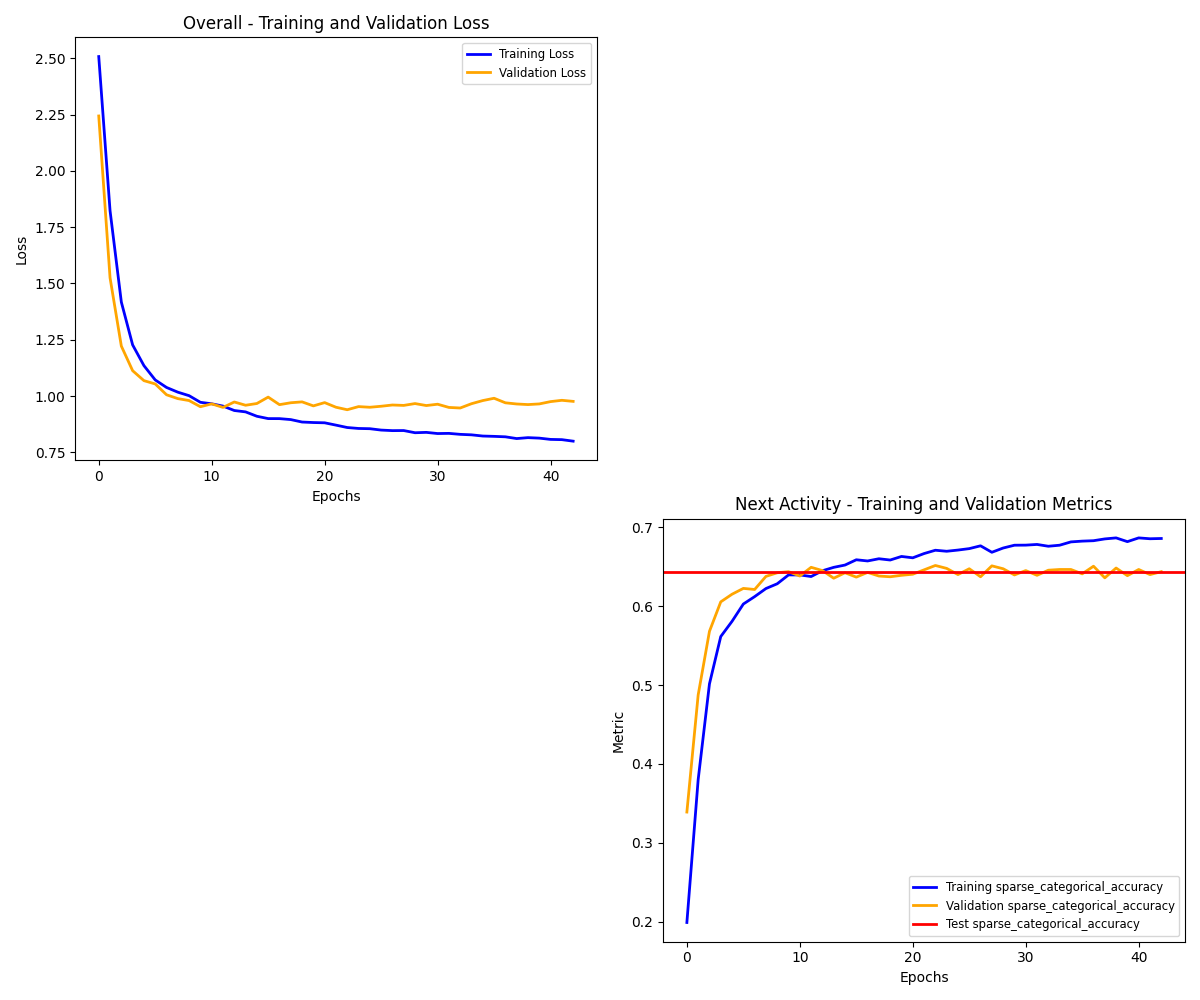 Overall - Training and Validation Loss
Training Loss
Validation Loss
2.50
2.25
2.00
1.75
1.50
1.25
1.00
0.75
Loss
0 10 20 30 40
Epochs
Next Activity - Training and Validation Metrics
0.7
0.6
0.5
0.4
0.3
0.2
Metric
Training sparse_categorical_accuracy
Validation sparse_categorical_accuracy
Test sparse_categorical_accuracy
0 10 20 30 40
Epochs